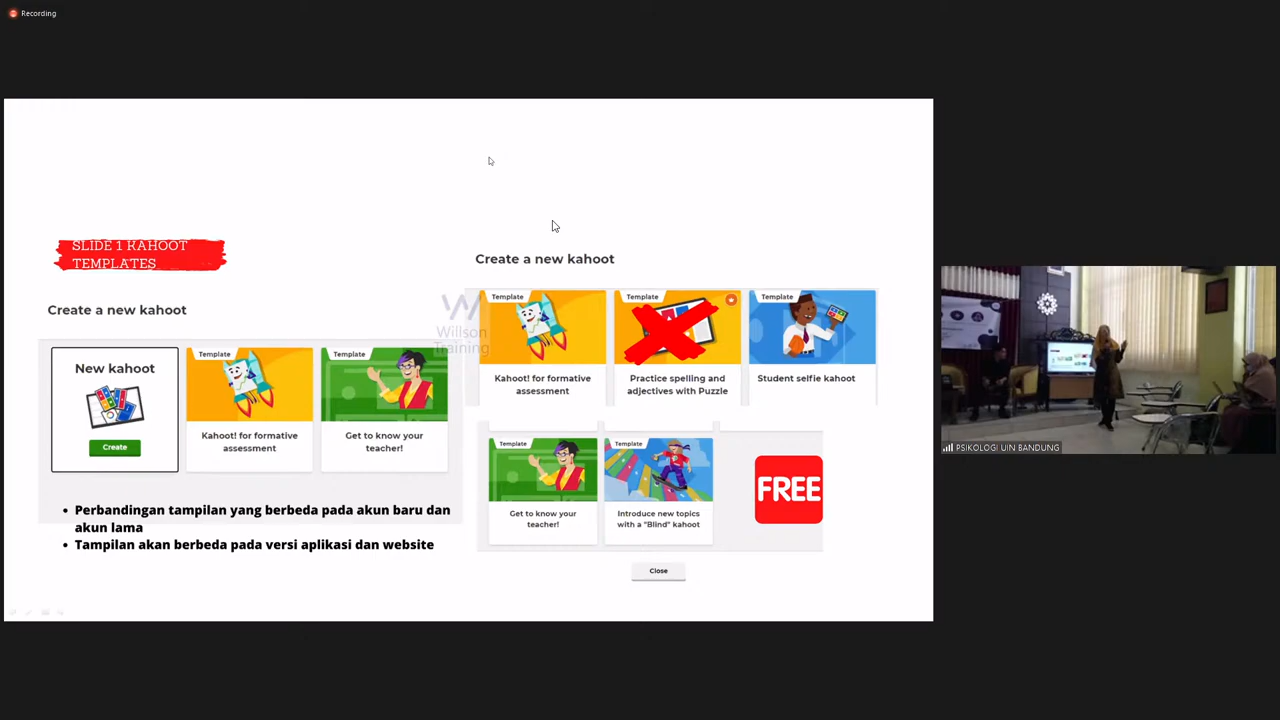 Recording
SLIDE 1 KAHOOT
TEMPLATES
Create a new kahoot
New kahoot
Create
Template
Kahoot! for formative
assessment
Template
Get to know your
teacher!
Perbandingan tampilan yang berbeda pada akun baru dan
akun lama
Tampilan akan berbeda pada versi aplikasi dan website
Willson
Training
Create a new kahoot
Template
Kahoot! for formative
assessment
Template
Practice spelling and
adjectives with Puzzle
Template
Student selfie kahoot
Template
Get to know your
teacher!
Template
Introduce new topics
with a "Blind" kahoot
FREE
Close
PSIKOLOGI UIN BANDUNG